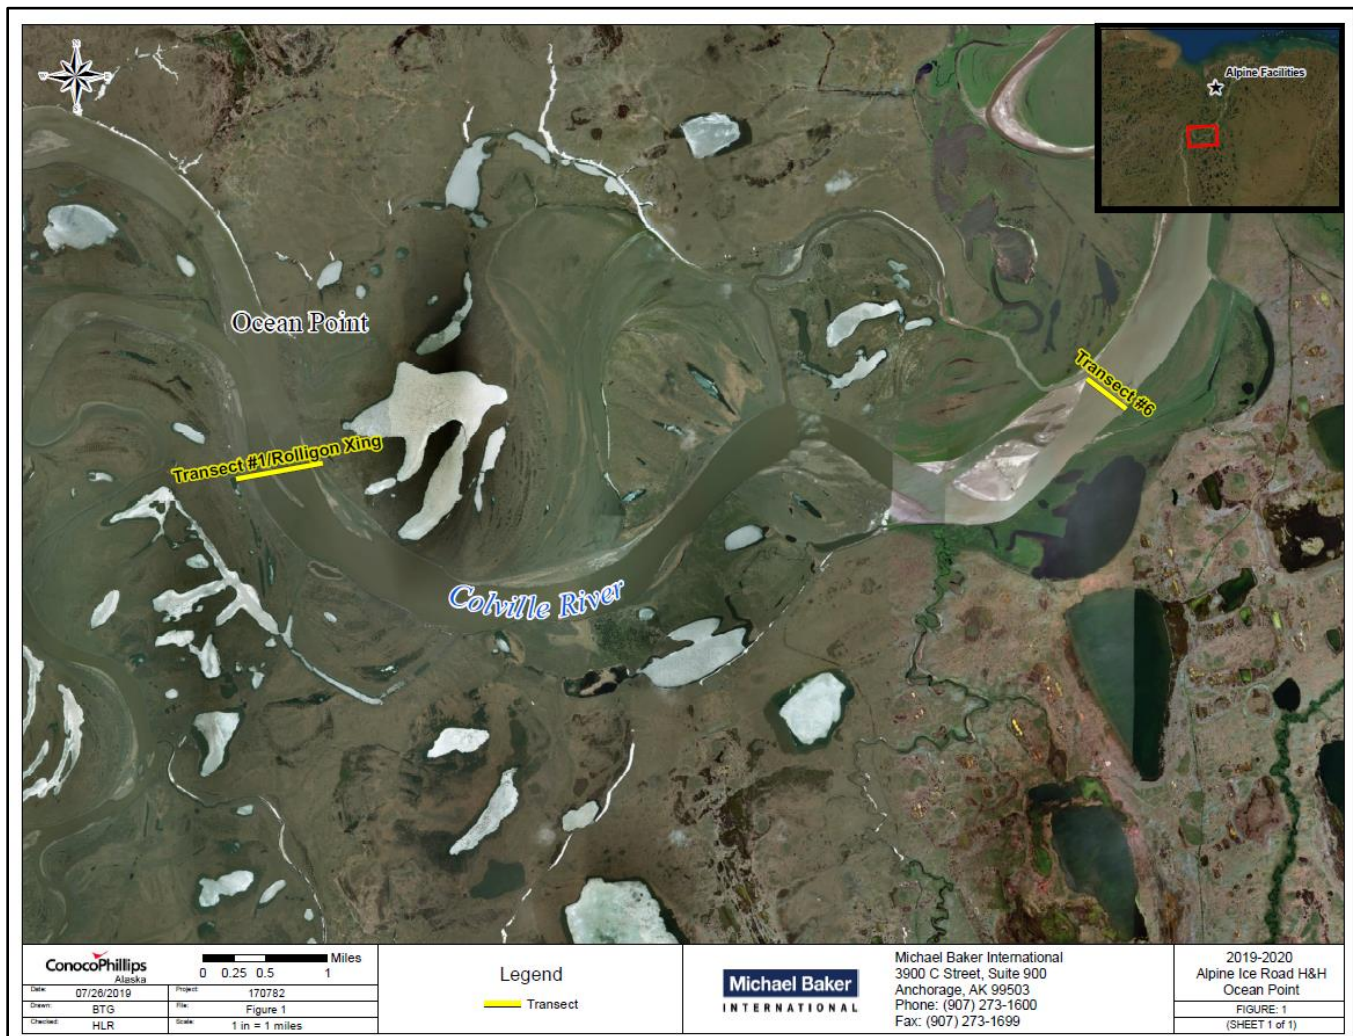 Alpine Facilities
Ocean Point
Transect #6
Transect #1/Rolligon Xing
Colville River
ConocoPhillips
Alaska
Miles
0 0.25 0.5 1
Date: 07/26/2019 Project: 170782
Drawn: BTG File: Figure 1
Checked: HLR Scale: 1 in = 1 miles
Legend
Transect
Michael Baker
INTERNATIONAL
Michael Baker International
3900 C Street, Suite 900
Anchorage, AK 99503
Phone: (907) 273-1600
Fax: (907) 273-1699
2019-2020
Alpine Ice Road H&H
Ocean Point
FIGURE: 1
(SHEET 1 of 1)